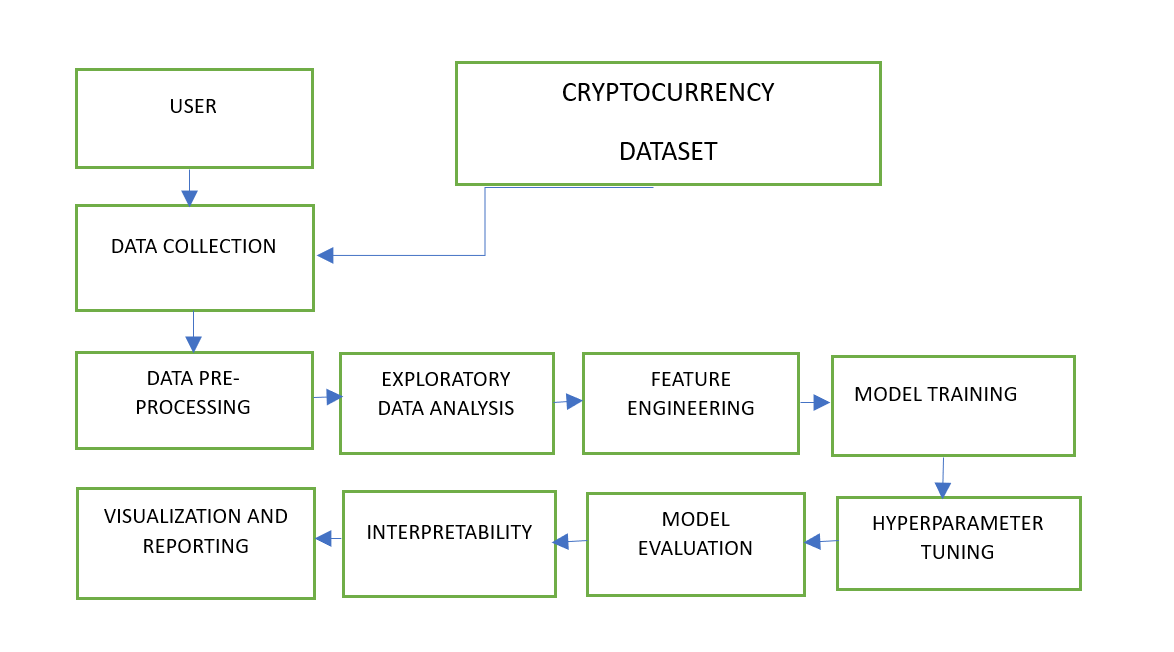 USER
CRYPTOCURRENCY
DATASET
DATA COLLECTION
DATA PRE-
PROCESSING
EXPLORATORY
DATA ANALYSIS
FEATURE
ENGINEERING
MODEL TRAINING
HYPERPARAMETER
TUNING
MODEL
EVALUATION
INTERPRETABILITY
VISUALIZATION AND
REPORTING